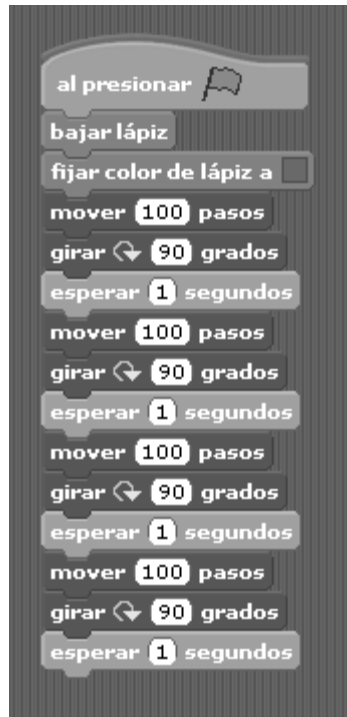 al presionar
bajar lápiz
fijar color de lápiz a
mover 100 pasos
girar 90 grados
esperar 1 segundos
mover 100 pasos
girar 90 grados
esperar 1 segundos
mover 100 pasos
girar 90 grados
esperar 1 segundos
mover 100 pasos
girar 90 grados
esperar 1 segundos